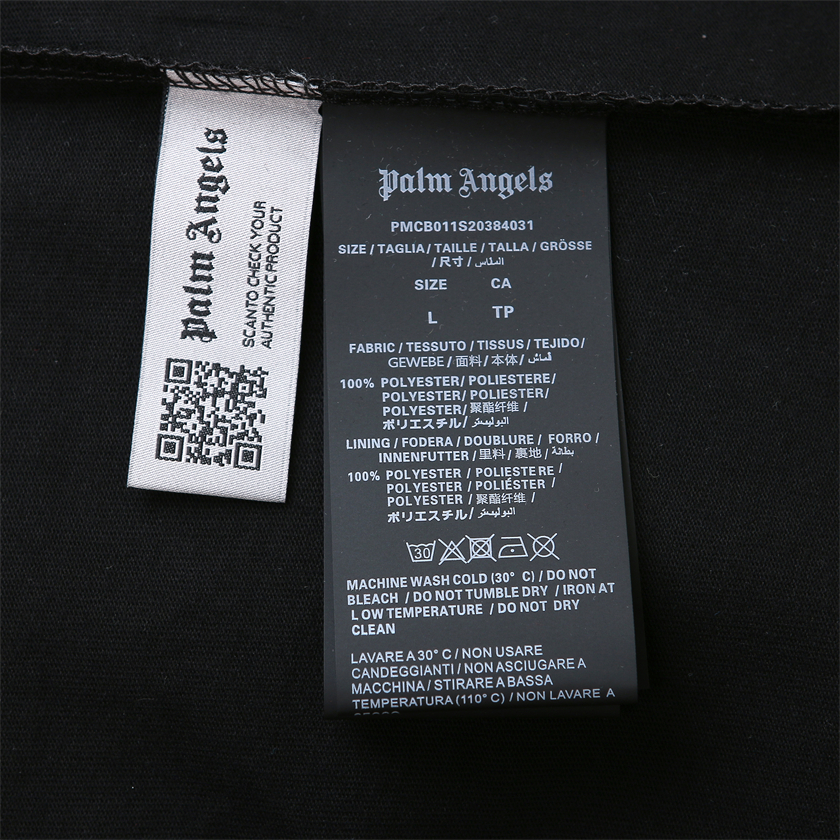 Palm Angels
SCANTO CHECK YOUR
AUTHENTIC PRODUCT
Palm Angels
PMCB011S20384031
SIZE / TAGLIA / TAILLE / TALLA / GRÖSSE
/ 尺寸 / المقاس
SIZE CA
L TP
FABRIC / TESSUTO / TISSUS / TEJIDO/
GEWEBE / 面料 / 本体 / قماش
100% POLYESTER/ POLIESTERE/
POLYESTER/ POLIESTER/
POLYESTER/ 聚酯纤维 /
ポリエスチル/ البوليستر
LINING / FODERA / DOUBLURE / FORRO /
INNENFUTTER / 里料 / 裏地 / بطانة
100% POLYESTER / POLIESTERE /
POLYESTER / POLIÉSTER /
POLYESTER / 聚酯纤维 /
ポリエスチル / البوليستر
30
MACHINE WASH COLD (30° C) / DO NOT
BLEACH / DO NOT TUMBLE DRY / IRON AT
LOW TEMPERATURE / DO NOT DRY
CLEAN
LAVARE A 30° C / NON USARE
CANDEGGIANTI / NON ASCIUGARE A
MACCHINA / STIRARE A BASSA
TEMPERATURA (110° C) / NON LAVARE A